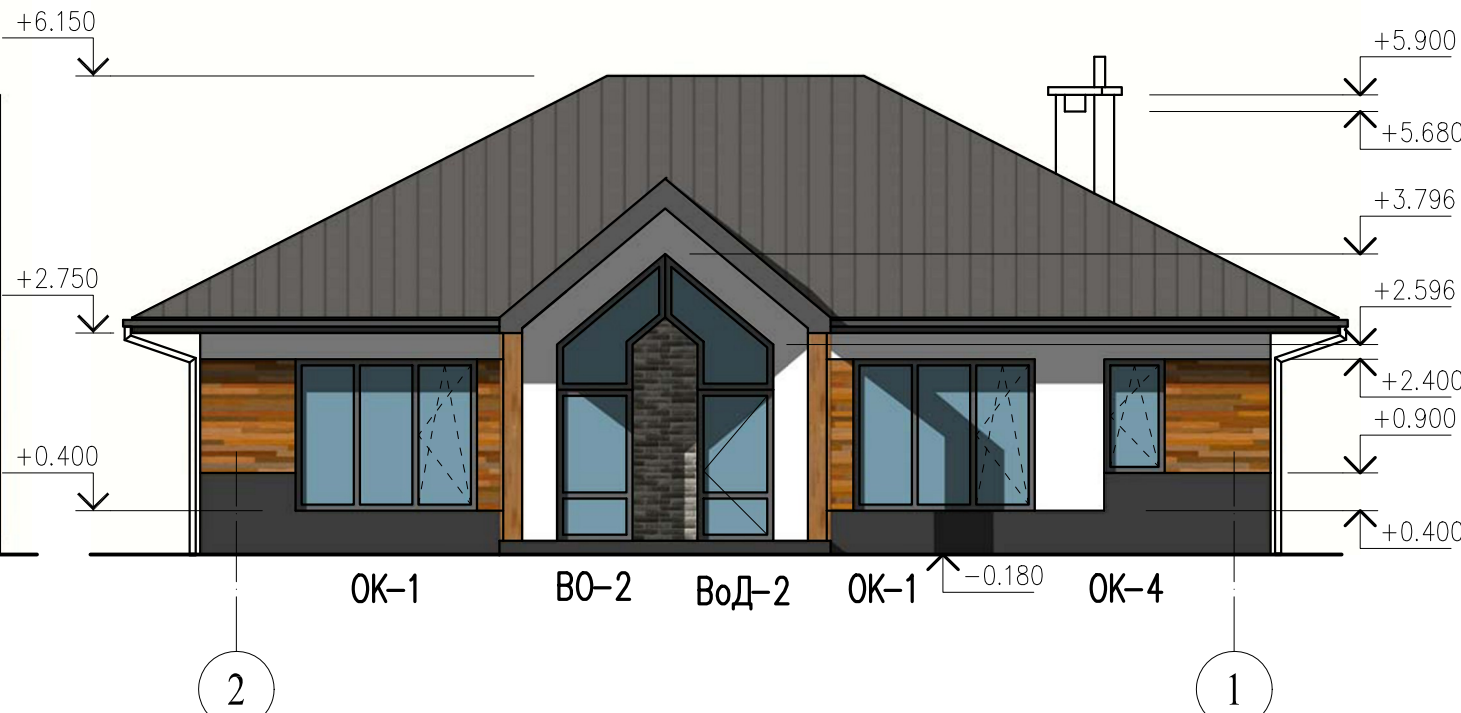 +6.150
+5.900
+5.680
+3.796
+2.750
+2.596
+2.400
+0.900
+0.400
+0.400
-0.180
ОК-1
ВО-2
ВоД-2
ОК-1
ОК-4
2
1